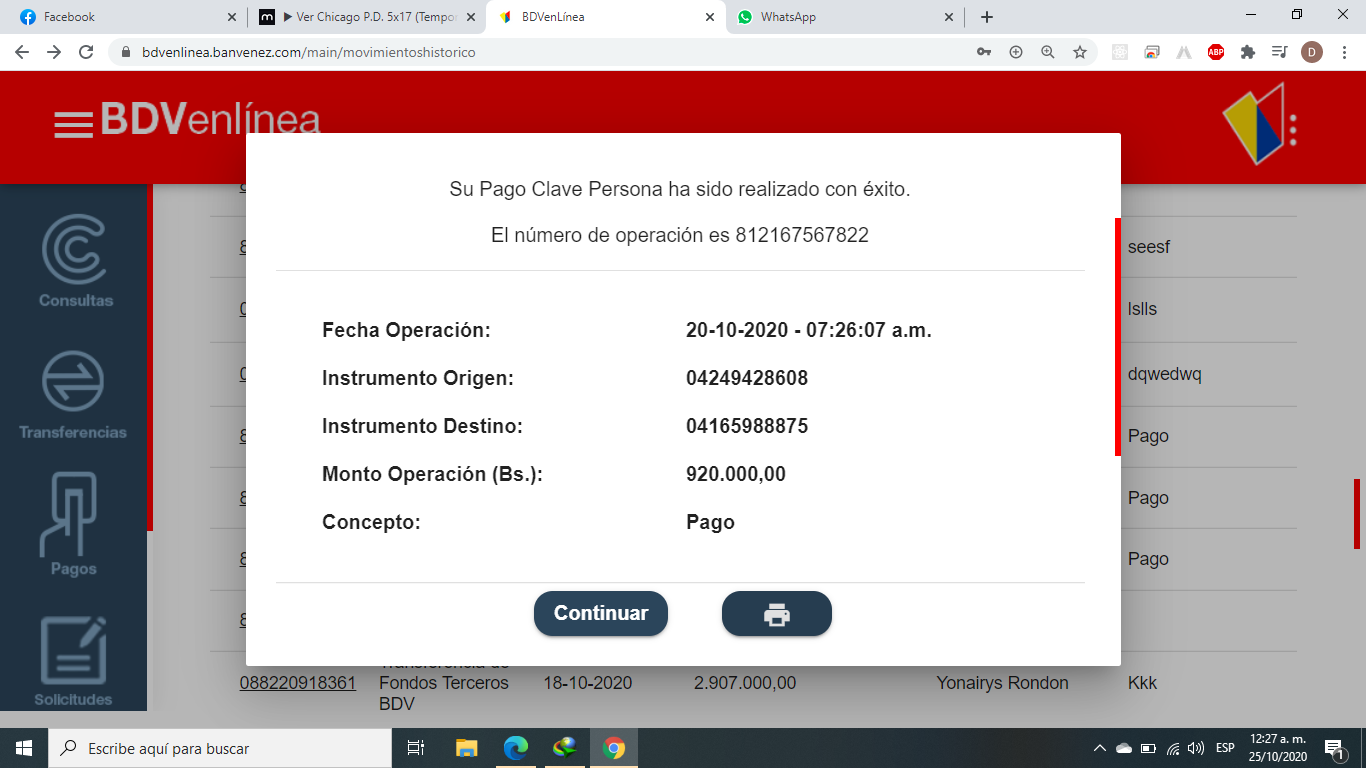 Facebook
Ver Chicago P.D. 5x17 (Tempor
BDVenLínea
WhatsApp
bdvenlinea.banvenez.com/main/movimientoshistorico
ABP
D
BDVenlínea
Su Pago Clave Persona ha sido realizado con éxito.
El número de operación es 812167567822
Fecha Operación: 20-10-2020 - 07:26:07 a.m.
Instrumento Origen: 04249428608
Instrumento Destino: 04165988875
Monto Operación (Bs.): 920.000,00
Concepto: Pago
Continuar
Consultas
Transferencias
Pagos
Solicitudes
seesf
lslls
dqwedwq
Pago
Pago
Pago
088220918361 Transferencia de Fondos Terceros BDV 18-10-2020 2.907.000,00 Yonairys Rondon Kkk
Escribe aquí para buscar
ESP
12:27 a. m.
25/10/2020
1